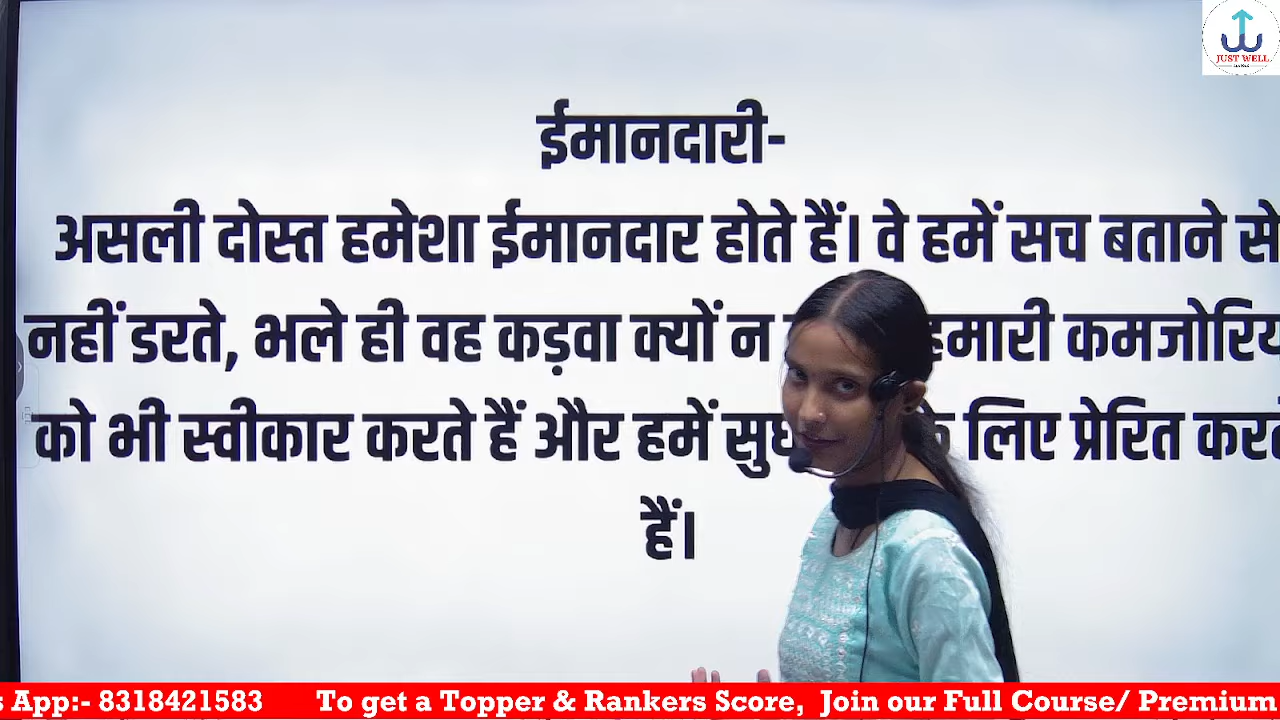 JUST WELL
ईमानदारी-
असली दोस्त हमेशा ईमानदार होते हैं। वे हमें सच बताने से
नहीं डरते, भले ही वह कड़वा क्यों न हमारी
को भी स्वीकार करते हैं और हमें लिए प्रेरित
हैं।
App:- 8318421583 To get a Topper & Rankers Score, Join our Full Course/ Premium